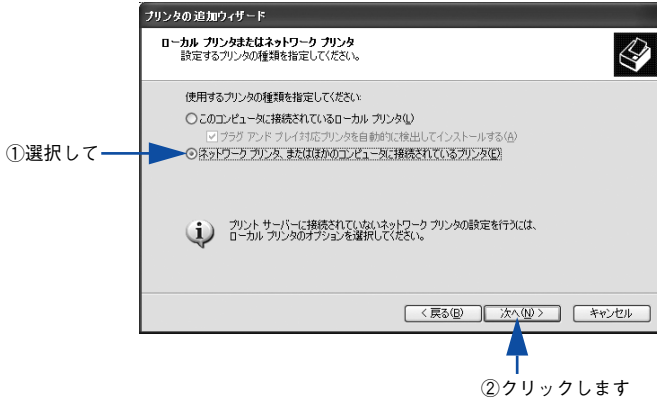 プリンタの追加ウィザード
ローカル プリンタまたはネットワーク プリンタ
設定するプリンタの種類を指定してください。
使用するプリンタの種類を指定してください:
このコンピュータに接続されているローカル プリンタ(L)
プラグ アンド プレイ対応プリンタを自動的に検出してインストールする(A)
①選択して
ネットワーク プリンタ、またはほかのコンピュータに接続されているプリンタ(E)
プリント サーバーに接続されていないネットワーク プリンタの設定を行うには、
ローカル プリンタのオプションを選択してください。
< 戻る(B) 次へ(N) > キャンセル
②クリックします